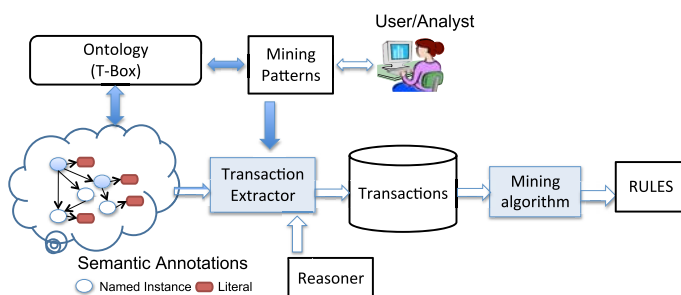 User/Analyst
Ontology
(T-Box)
Mining
Patterns
Transaction
Extractor
Transactions
Mining
algorithm
RULES
Semantic Annotations
Named Instance
Literal
Reasoner